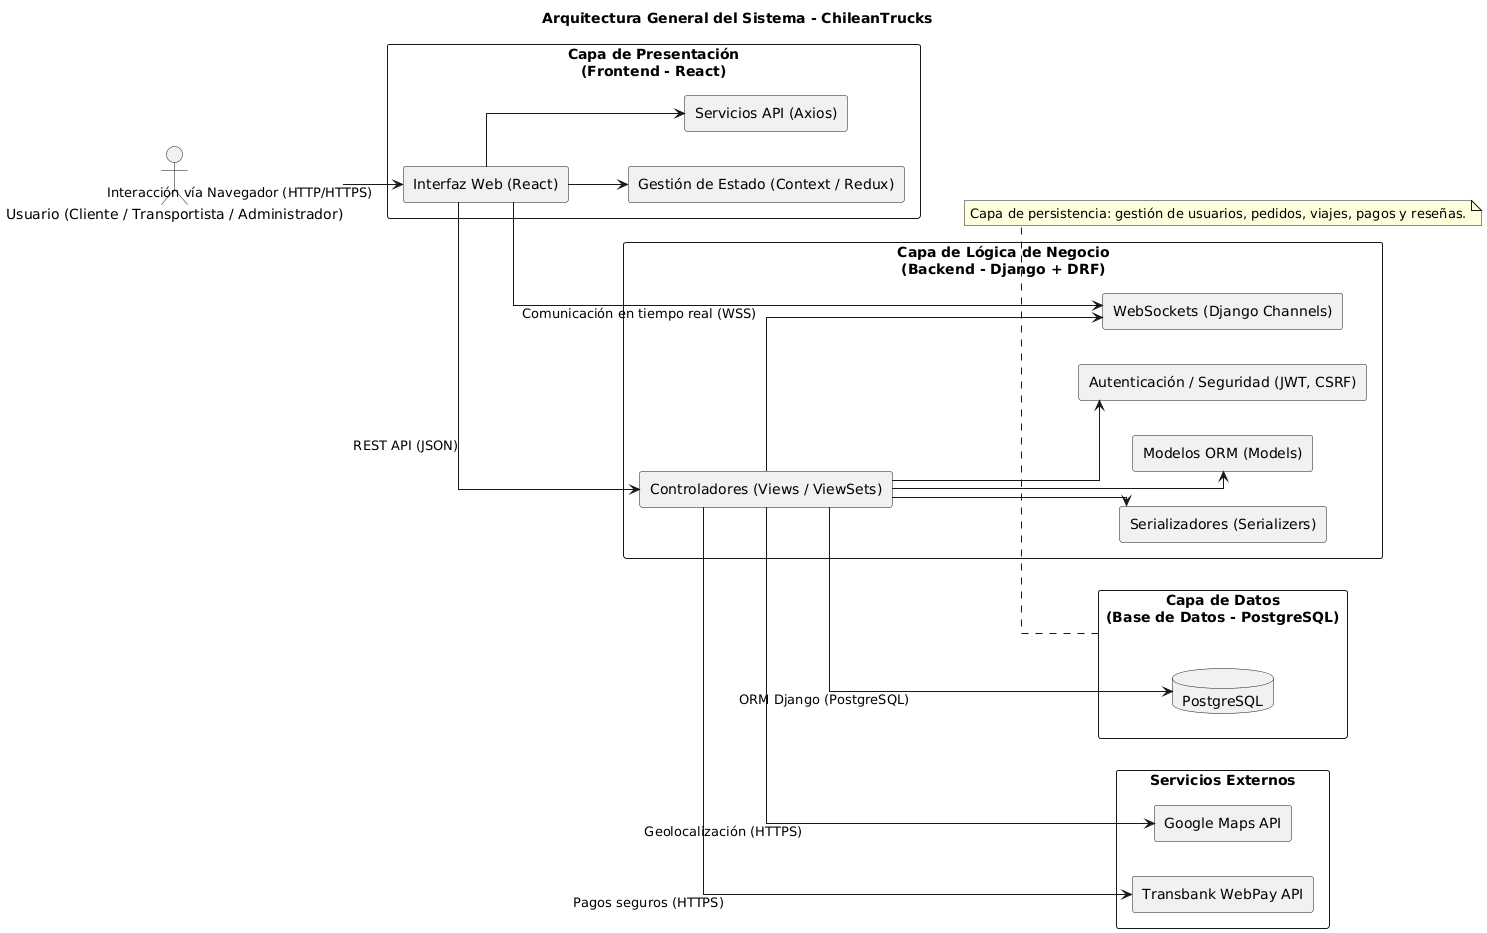 Arquitectura General del Sistema - ChileanTrucks
Capa de Presentación
(Frontend - React)
Servicios API (Axios)
Interacción vía Navegador (HTTP/HTTPS)
Interfaz Web (React)
Gestión de Estado (Context / Redux)
Usuario (Cliente / Transportista / Administrador)
Capa de persistencia: gestión de usuarios, pedidos, viajes, pagos y reseñas.
Capa de Lógica de Negocio
(Backend - Django + DRF)
Comunicación en tiempo real (WSS)
WebSockets (Django Channels)
Autenticación / Seguridad (JWT, CSRF)
REST API (JSON)
Modelos ORM (Models)
Controladores (Views / ViewSets)
Serializadores (Serializers)
Capa de Datos
(Base de Datos - PostgreSQL)
ORM Django (PostgreSQL)
PostgreSQL
Servicios Externos
Geolocalización (HTTPS)
Google Maps API
Pagos seguros (HTTPS)
Transbank WebPay API